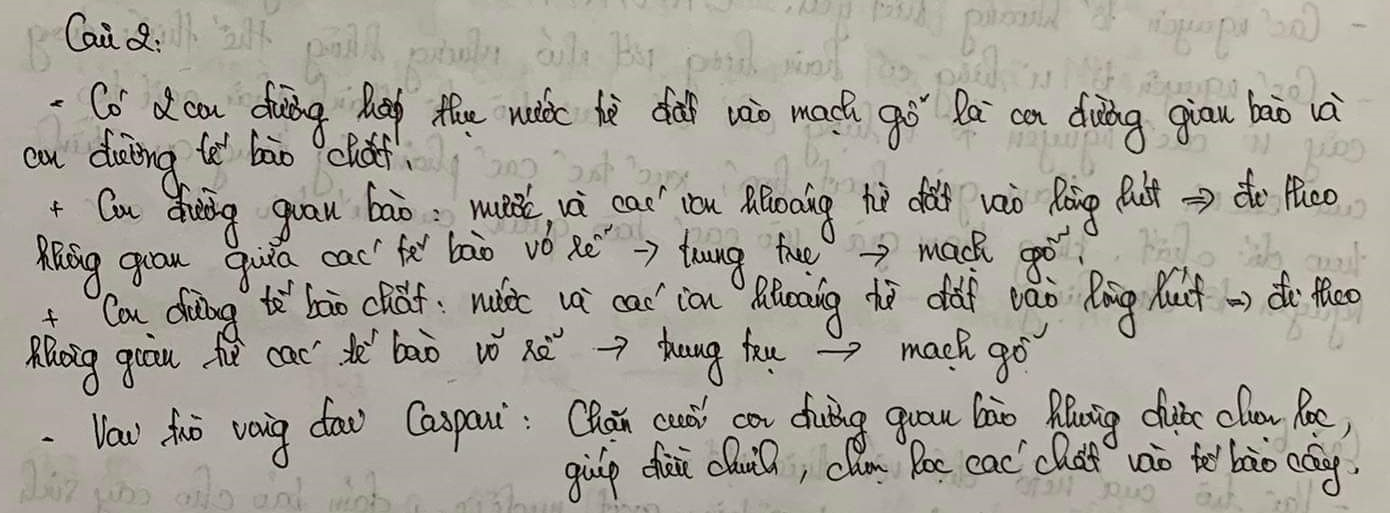 Câu 2:
- Có 2 con đường hấp thụ nước từ đất vào mạch gỗ là con đường gian bào và
con đường tế bào chất.
+ Con đường gian bào: nước và các ion khoáng từ đất vào lông hút => đi theo
không gian giữa các tế bào vỏ rễ -> trung trụ -> mạch gỗ.
+ Con đường tế bào chất: nước và các ion khoáng từ đất vào lông hút => đi theo
không gian từ các tế bào vỏ rễ -> trung trụ -> mạch gỗ
- Vai trò vòng đai Caspari: Chặn cuối con đường gian bào không được chọn lọc,
giúp điều chỉnh, chọn lọc các chất vào tế bào cây.